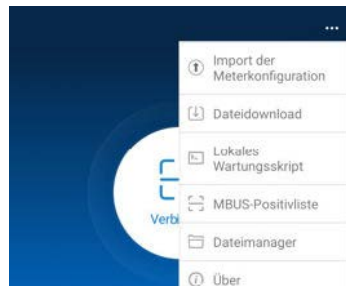 ...
Import der
Meterkonfiguration
Dateidownload
Lokales
Wartungsskript
MBUS-Positivliste
Verbi
Dateimanager
Über